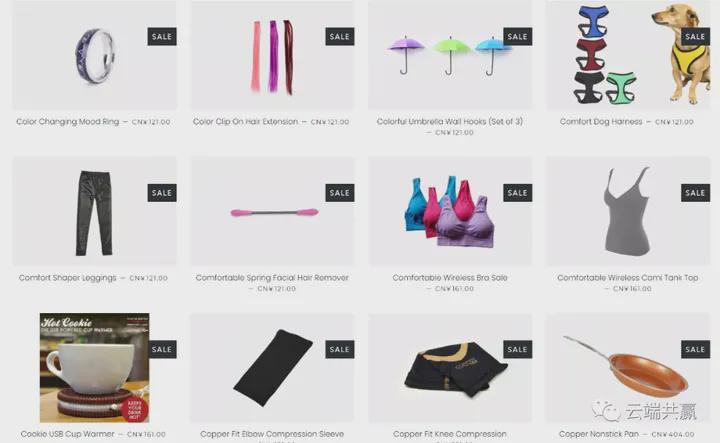 SALE
SALE
SALE
SALE
Color Changing Mood Ring — CN¥121.00
Color Clip On Hair Extension — CN¥121.00
Colorful Umbrella Wall Hooks (Set of 3)
— CN¥121.00
Comfort Dog Harness — CN¥121.00
SALE
SALE
SALE
SALE
Comfort Shaper Leggings — CN¥121.00
Comfortable Spring Facial Hair Remover
— CN¥121.00
Comfortable Wireless Bra Sale
— CN¥161.00
Comfortable Wireless Cami Tank Top
— CN¥161.00
Hot Cookie
KEEPS
YOUR
DRINK
HOT!
SALE
SALE
SALE
SALE
云端共赢
Cookie USB Cup Warmer — CN¥161.00
Copper Fit Elbow Compression Sleeve
Copper Fit Knee Compression
Copper Nonstick Pan — CN¥404.00